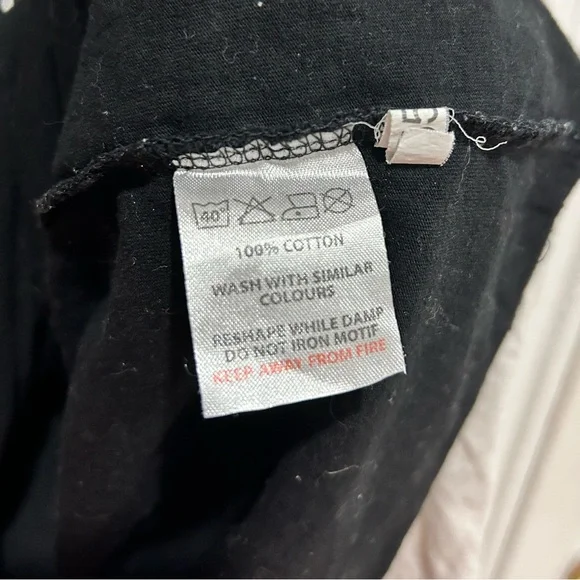 40°
100% COTTON
WASH WITH SIMILAR
COLOURS
RESHAPE WHILE DAMP
DO NOT IRON MOTIF
KEEP AWAY FROM FIRE